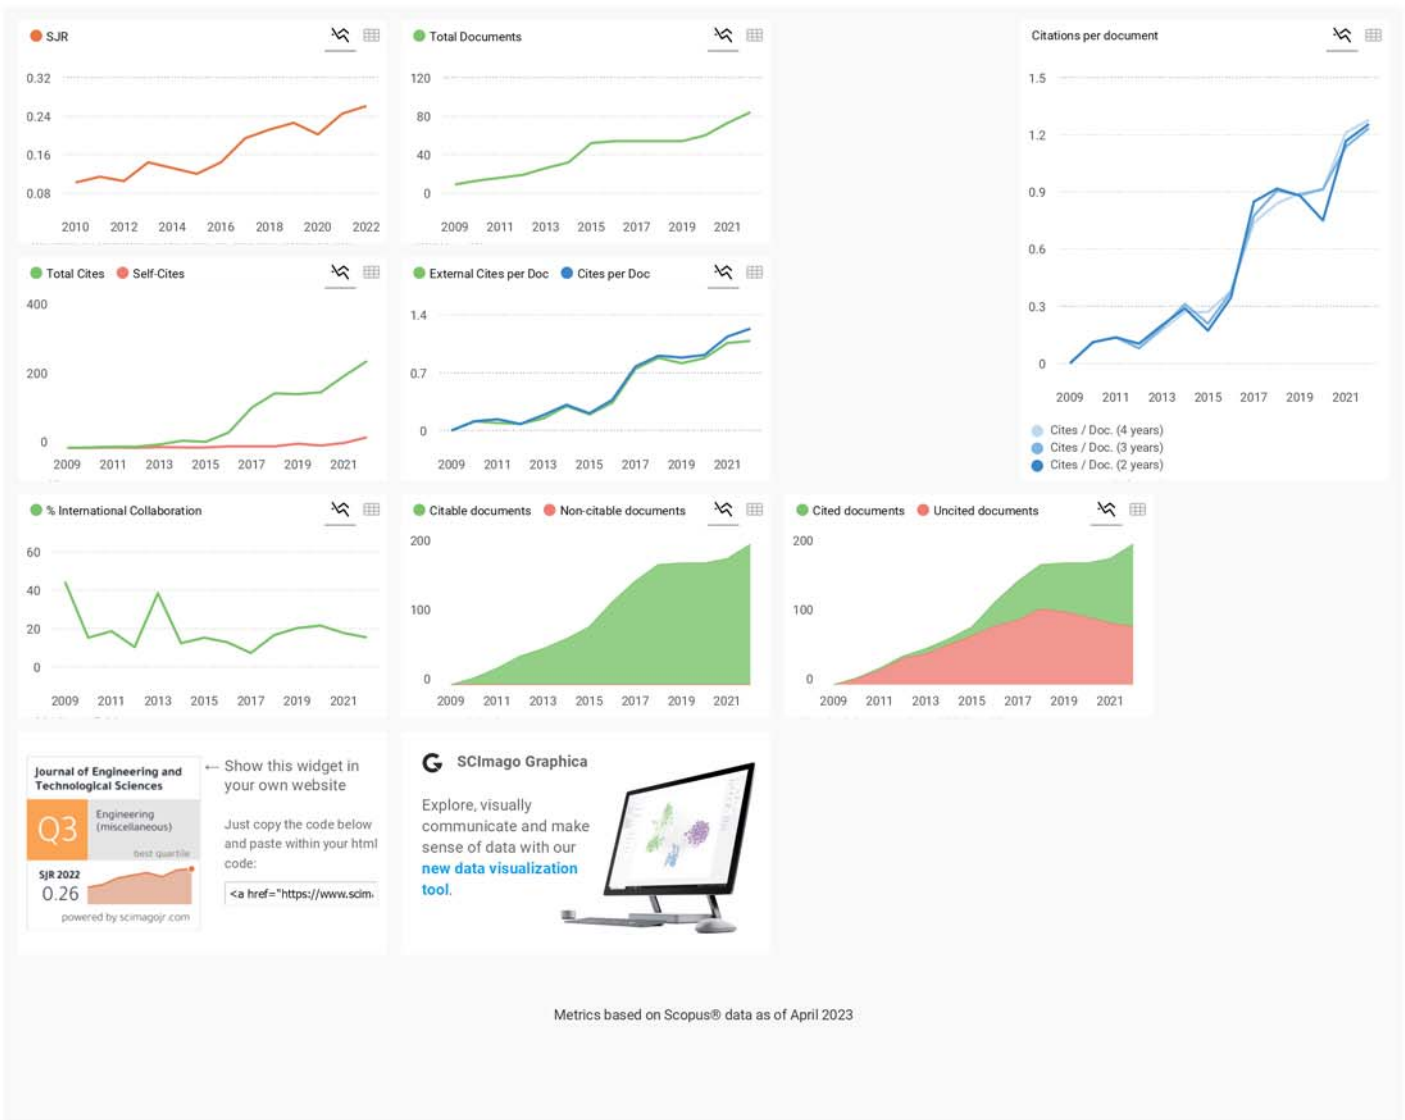 SJR
0.32
0.24
0.16
0.08
2010 2012 2014 2016 2018 2020 2022
Total Documents
120
80
40
0
2009 2011 2013 2015 2017 2019 2021
Citations per document
1.5
1.2
0.9
0.6
0.3
0
2009 2011 2013 2015 2017 2019 2021
Cites / Doc. (4 years)
Cites / Doc. (3 years)
Cites / Doc. (2 years)
Total Cites Self-Cites
400
200
0
2009 2011 2013 2015 2017 2019 2021
External Cites per Doc Cites per Doc
1.4
0.7
0
2009 2011 2013 2015 2017 2019 2021
% International Collaboration
60
40
20
0
2009 2011 2013 2015 2017 2019 2021
Citable documents Non-citable documents
200
100
0
2009 2011 2013 2015 2017 2019 2021
Cited documents Uncited documents
200
100
0
2009 2011 2013 2015 2017 2019 2021
Journal of Engineering and
Technological Sciences
Q3
Engineering
(miscellaneous)
best quartile
SJR 2022
0.26
powered by scimagojr.com
← Show this widget in
your own website
Just copy the code below
and paste within your html
code:
<a href="https://www.scim
SCImago Graphica
Explore, visually
communicate and make
sense of data with our
new data visualization
tool.
Metrics based on Scopus® data as of April 2023